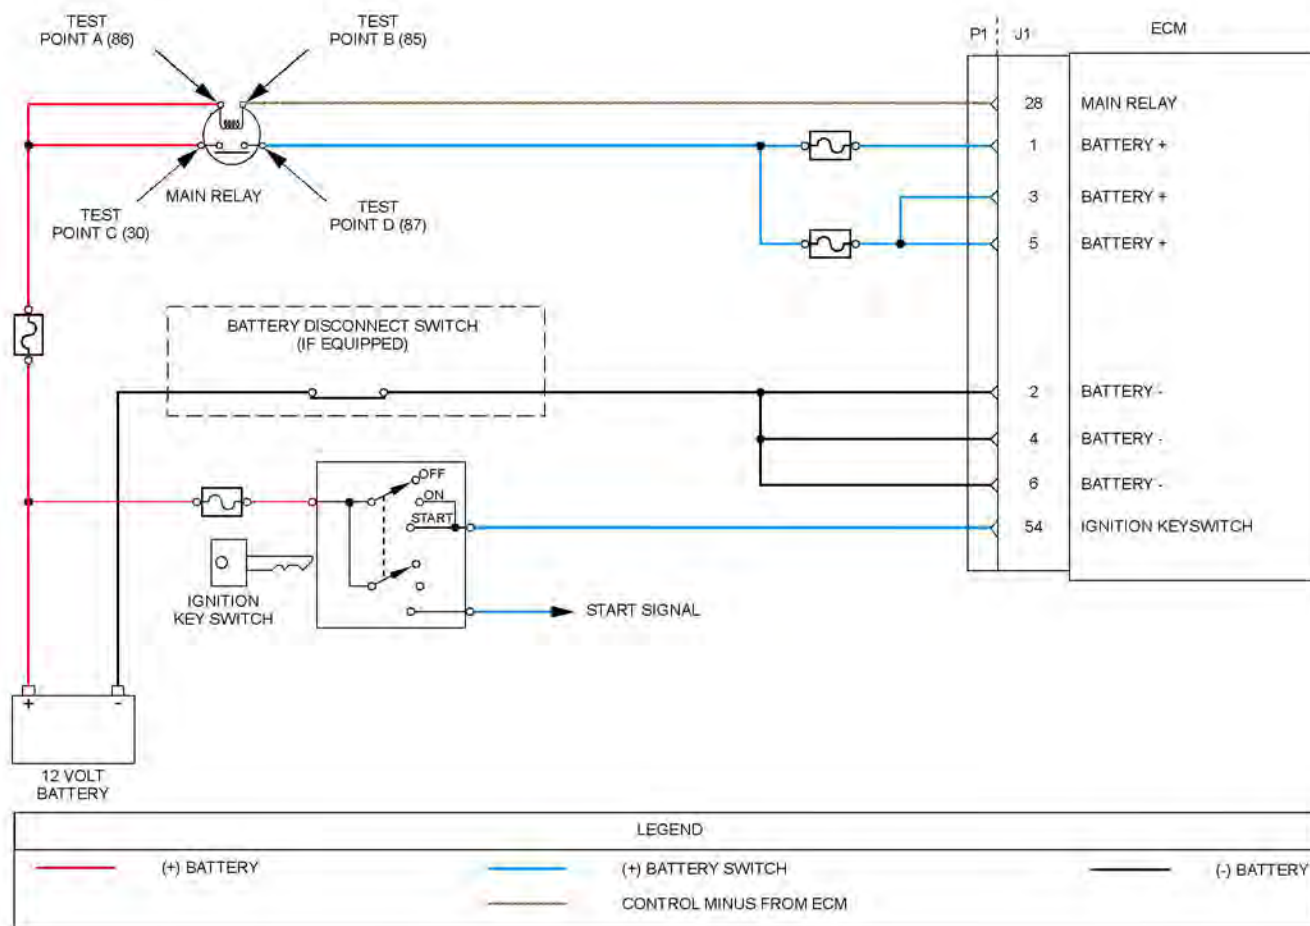 TEST
POINT A (86)
TEST
POINT B (85)
P1
J1
ECM
28 MAIN RELAY
1 BATTERY +
3 BATTERY +
5 BATTERY +
MAIN RELAY
TEST
POINT C (30)
TEST
POINT D (87)
BATTERY DISCONNECT SWITCH
(IF EQUIPPED)
2 BATTERY -
4 BATTERY -
6 BATTERY -
54 IGNITION KEYSWITCH
OFF
ON
START
IGNITION
KEY SWITCH
START SIGNAL
+ -
12 VOLT
BATTERY
LEGEND
(+) BATTERY
(+) BATTERY SWITCH
(-) BATTERY
CONTROL MINUS FROM ECM